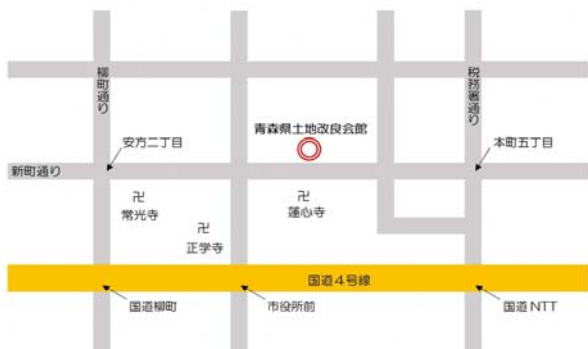 柳町通り
税務署通り
青森県土地改良会館
安方二丁目
本町五丁目
新町通り
卍
常光寺
卍
蓮心寺
卍
正学寺
国道4号線
国道柳町
市役所前
国道 NTT